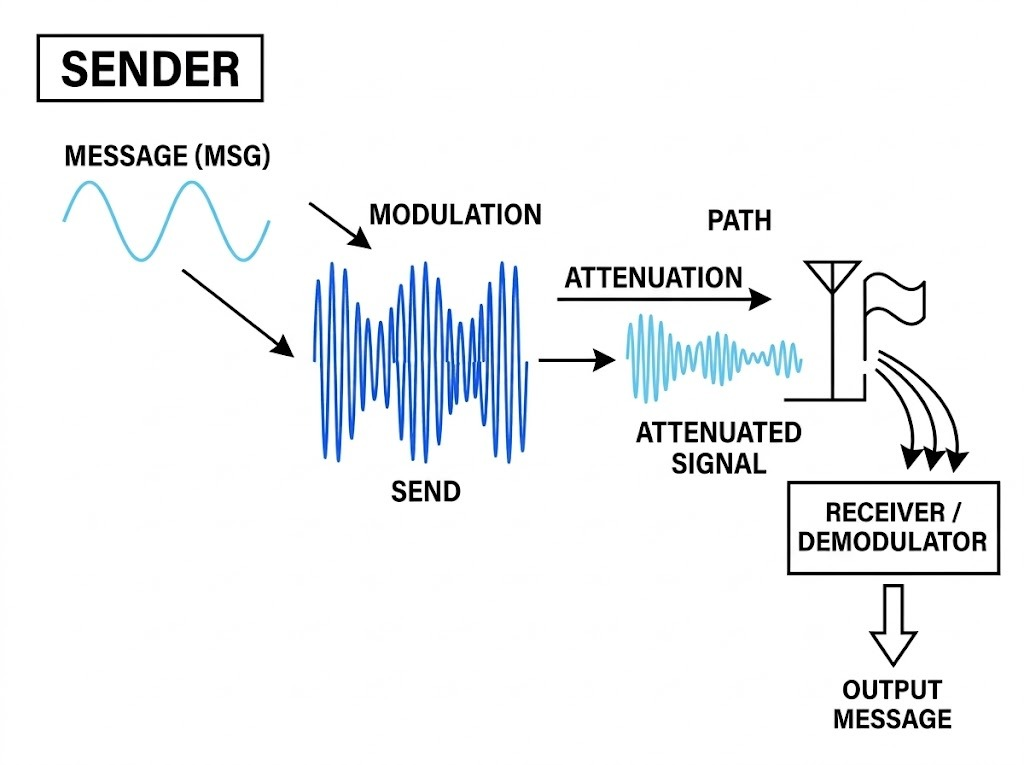 SENDER
MESSAGE (MSG)
MODULATION
PATH
ATTENUATION
ATTENUATED
SIGNAL
SEND
RECEIVER /
DEMODULATOR
OUTPUT
MESSAGE